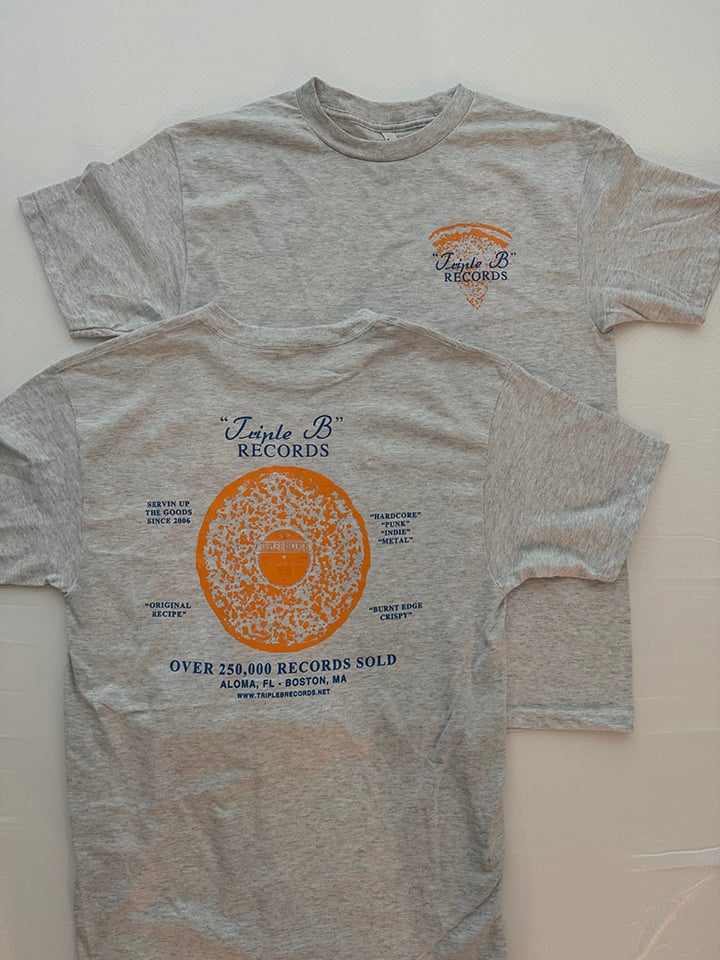 “Triple B”
RECORDS
“Triple B”
RECORDS
SERVIN UP
THE GOODS
SINCE 2006
“HARDCORE”
“PUNK”
“INDIE”
“METAL”
“ORIGINAL
RECIPE”
“BURNT EDGE
CRISPY”
OVER 250,000 RECORDS SOLD
ALOMA, FL - BOSTON, MA
WWW.TRIPLEBRECORDS.NET